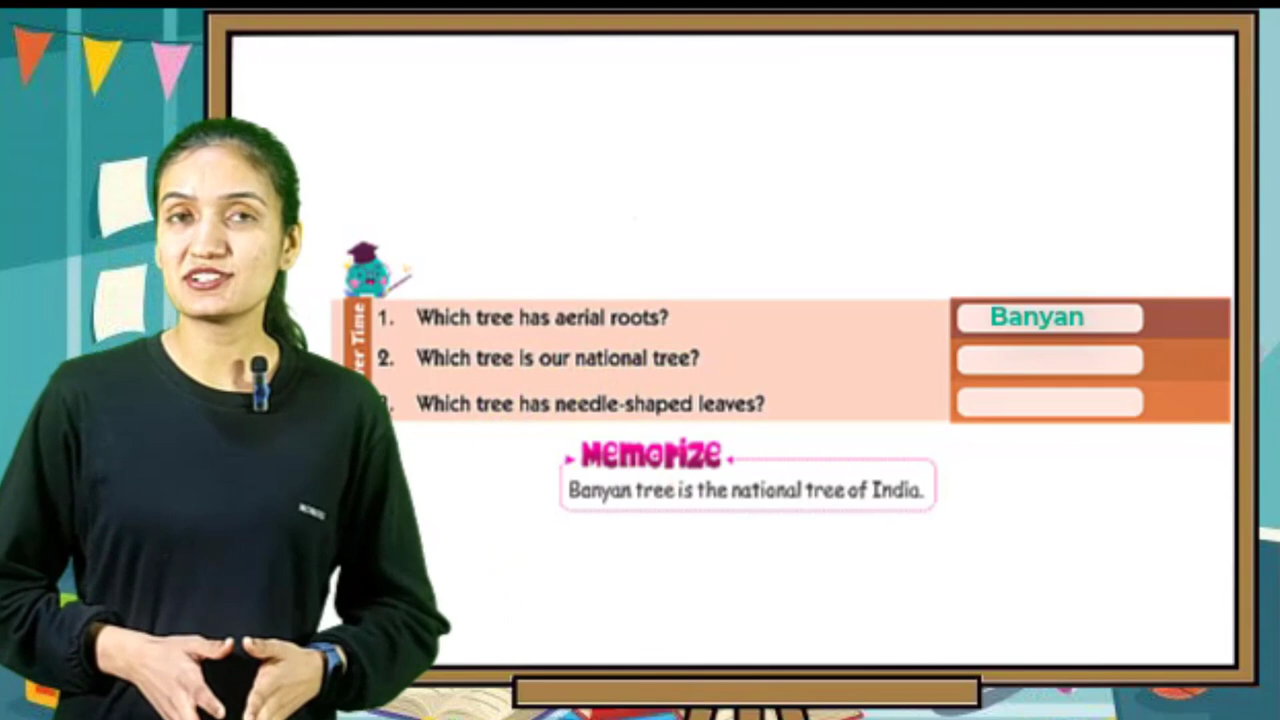 1. Which tree has aerial roots? Banyan
2. Which tree is our national tree?
Which tree has needle-shaped leaves?
Time
Memorize
Banyan tree is the national tree of India.